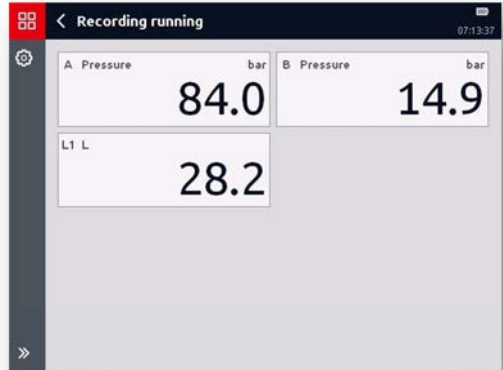 Recording running
07:13:37
A Pressure bar
84.0
B Pressure bar
14.9
L1 L
28.2